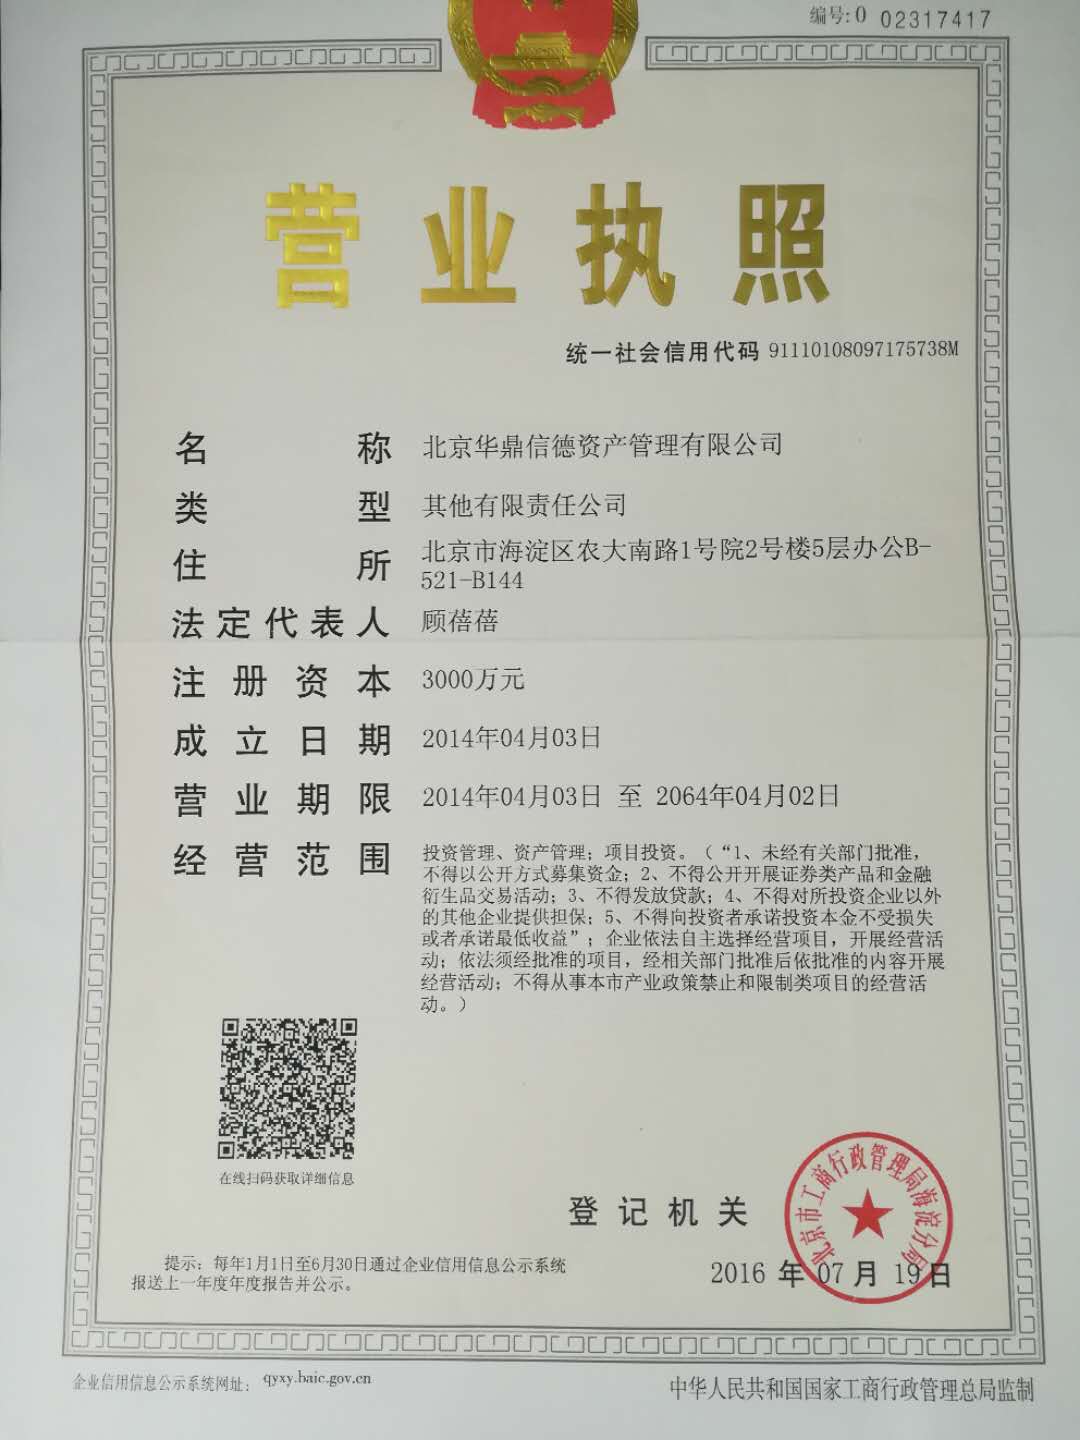 编号:0 02317417
营业执照
统一社会信用代码 91110108097175738M
名称 北京华鼎信德资产管理有限公司
类型 其他有限责任公司
住所 北京市海淀区农大南路1号院2号楼5层办公B-
521-B144
法定代表人 顾蓓蓓
注册资本 3000万元
成立日期 2014年04月03日
营业期限 2014年04月03日 至 2064年04月02日
经营范围 投资管理、资产管理；项目投资。（“1、未经有关部门批准，
不得以公开方式募集资金；2、不得公开开展证券类产品和金融
衍生品交易活动；3、不得发放贷款；4、不得对所投资企业以外
的其他企业提供担保；5、不得向投资者承诺投资本金不受损失
或者承诺最低收益”；企业依法自主选择经营项目，开展经营活
动；依法须经批准的项目，经相关部门批准后依批准的内容开展
经营活动；不得从事本市产业政策禁止和限制类项目的经营活
动。）
在线扫码获取详细信息
登记机关
北京市工商行政管理局海淀分局
2016 年 07 月 19 日
提示：每年1月1日至6月30日通过企业信用信息公示系统
报送上一年度年度报告并公示。
企业信用信息公示系统网址： qyxy.baic.gov.cn
中华人民共和国国家工商行政管理总局监制